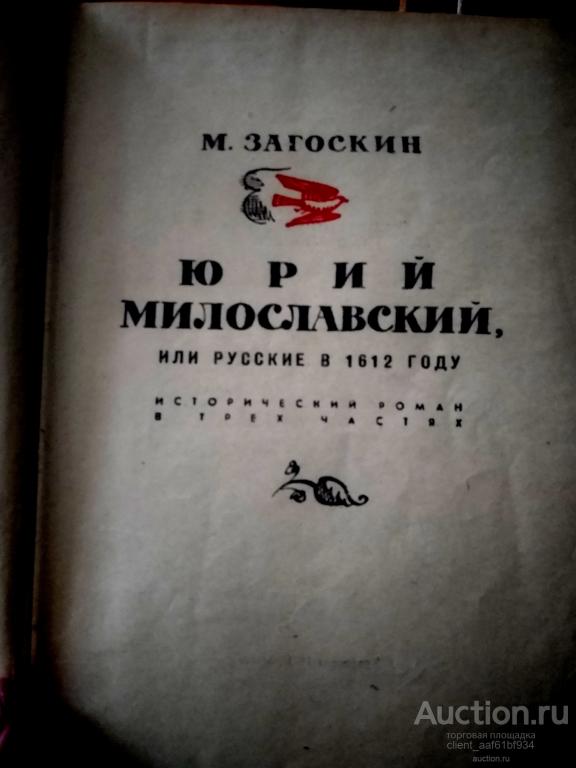 М. ЗАГОСКИН
ЮРИЙ
МИЛОСЛАВСКИЙ,
ИЛИ РУССКИЕ В 1612 ГОДУ
ИСТОРИЧЕСКИЙ РОМАН
В ТРЕХ ЧАСТЯХ
Auction.ru
торговая площадка
client_aaf61bf934
auction.ru